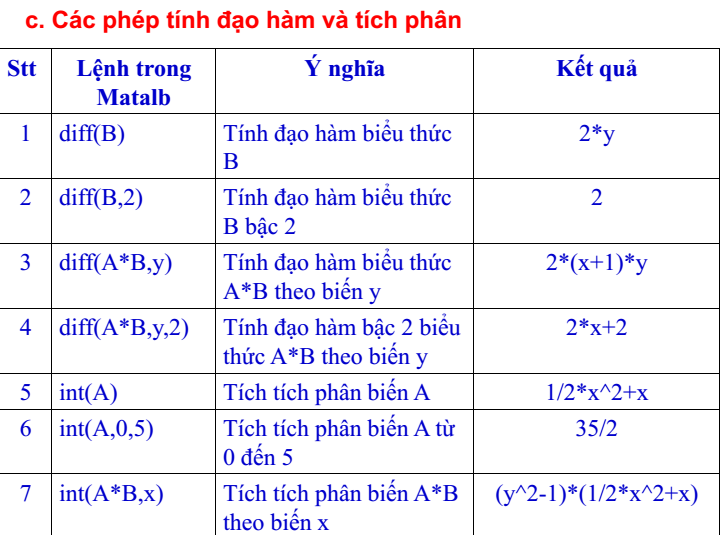 c. Các phép tính đạo hàm và tích phân
Stt Lệnh trong Ý nghĩa Kết quả
Matalb
1 diff(B) Tính đạo hàm biểu thức 2*y
B
2 diff(B,2) Tính đạo hàm biểu thức 2
B bậc 2
3 diff(A*B,y) Tính đạo hàm biểu thức 2*(x+1)*y
A*B theo biến y
4 diff(A*B,y,2) Tính đạo hàm bậc 2 biểu 2*x+2
thức A*B theo biến y
5 int(A) Tích tích phân biến A 1/2*x^2+x
6 int(A,0,5) Tích tích phân biến A từ 35/2
0 đến 5
7 int(A*B,x) Tích tích phân biến A*B (y^2-1)*(1/2*x^2+x)
theo biến x